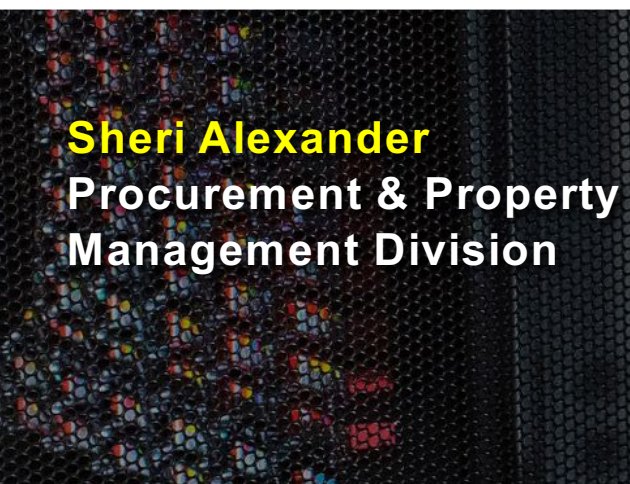 Sheri Alexander
Procurement & Property
Management Division